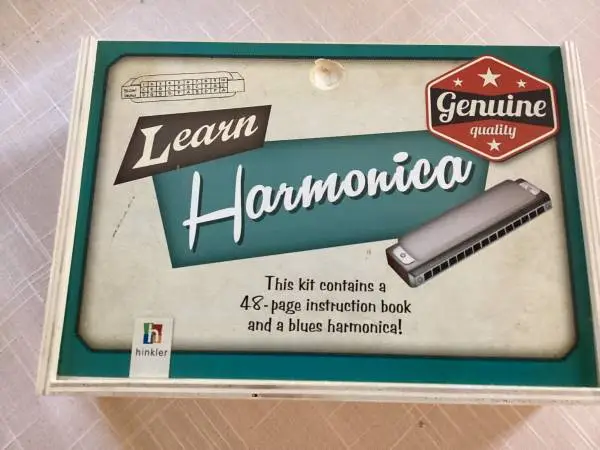 Learn
Harmonica
Genuine
quality
This kit contains a
48-page instruction book
and a blues harmonica!
hinkler